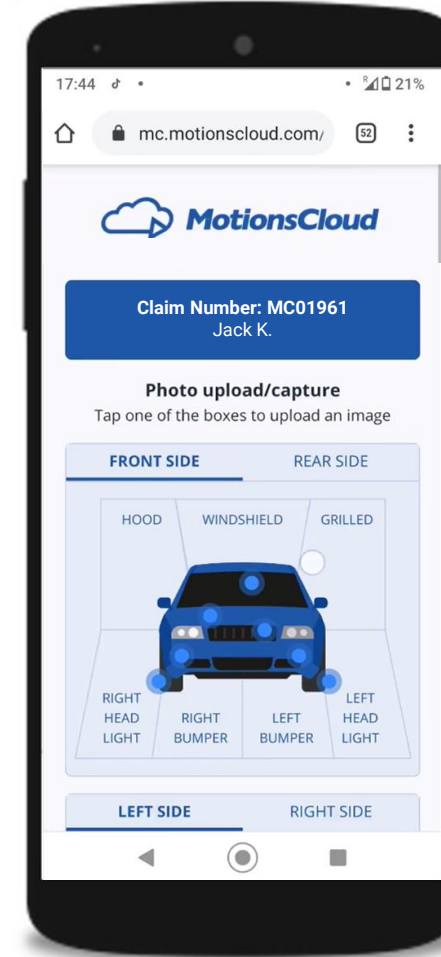 17:44
R 21%
mc.motionscloud.com/
52
MotionsCloud
Claim Number: MC01961
Jack K.
Photo upload/capture
Tap one of the boxes to upload an image
FRONT SIDE REAR SIDE
HOOD WINDSHIELD GRILLED
RIGHT
HEAD
LIGHT
RIGHT
BUMPER
LEFT
BUMPER
LEFT
HEAD
LIGHT
LEFT SIDE RIGHT SIDE